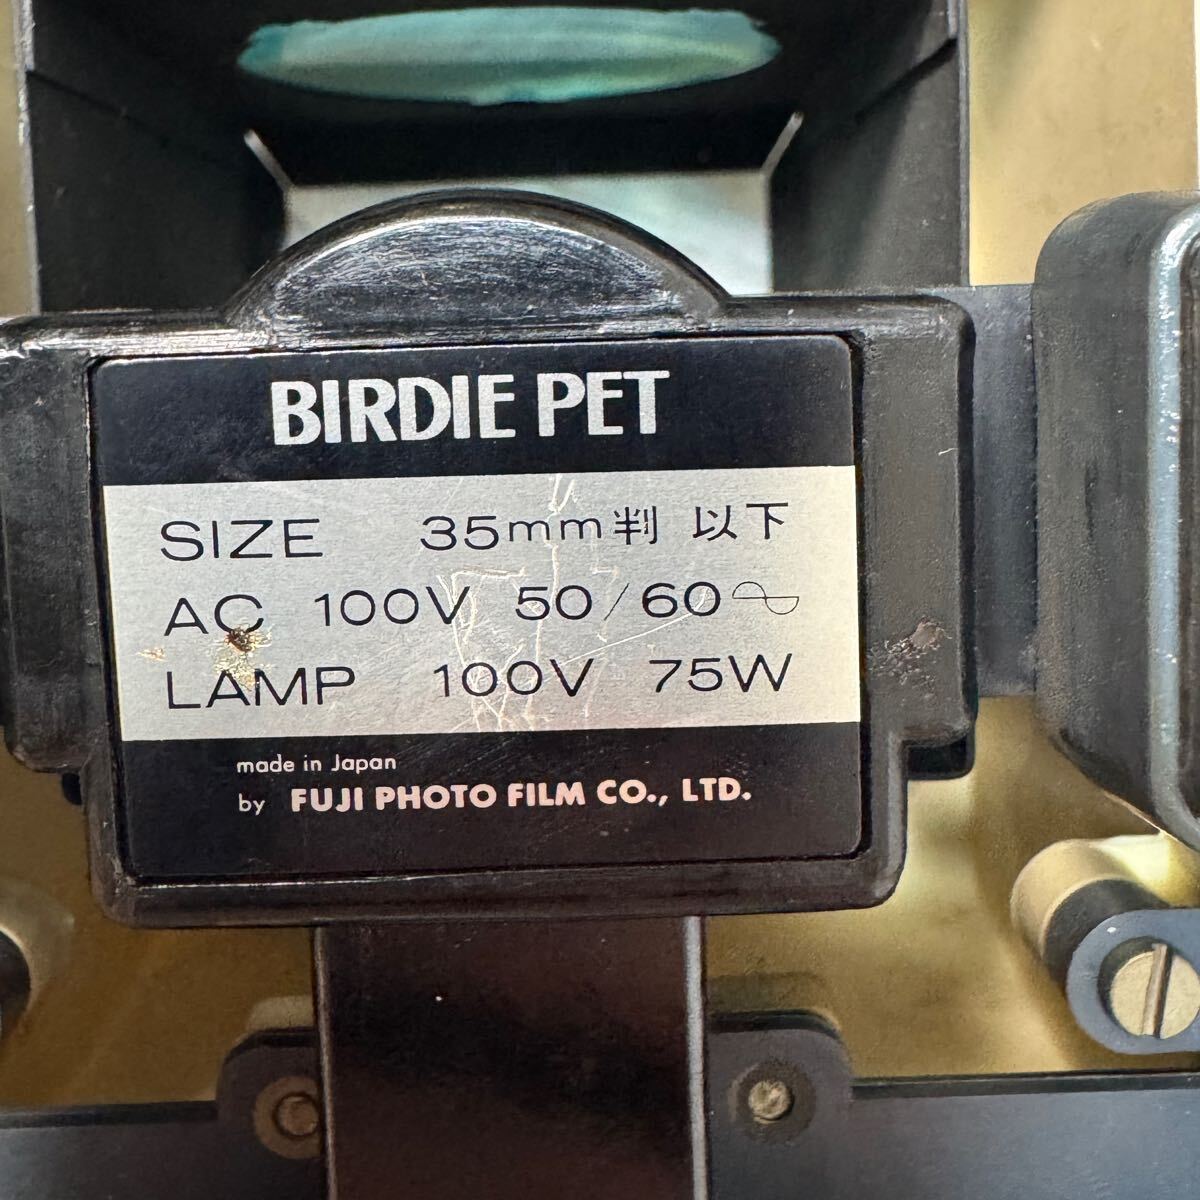 BIRDIE PET
SIZE 35mm判 以下
AC 100V 50/60
LAMP 100V 75W
made in Japan
by FUJI PHOTO FILM CO., LTD.